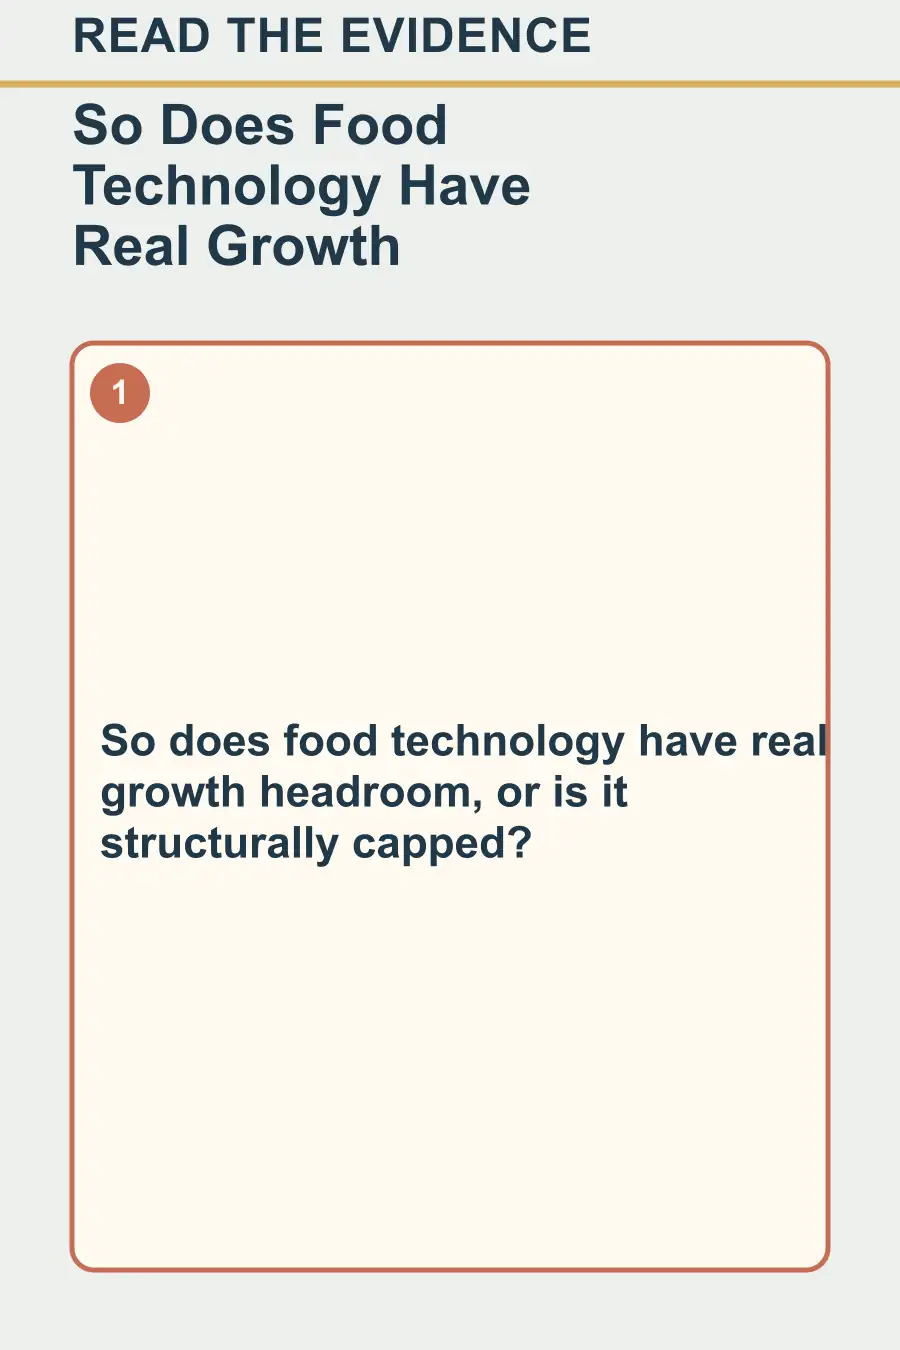 READ THE EVIDENCE
So Does Food
Technology Have
Real Growth
1
So does food technology have real
growth headroom, or is it
structurally capped?